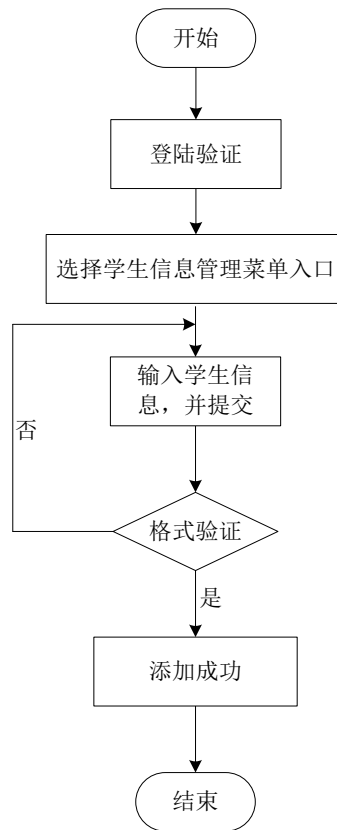 开始
登陆验证
选择学生信息管理菜单入口
输入学生信
息，并提交
否
格式验证
是
添加成功
结束